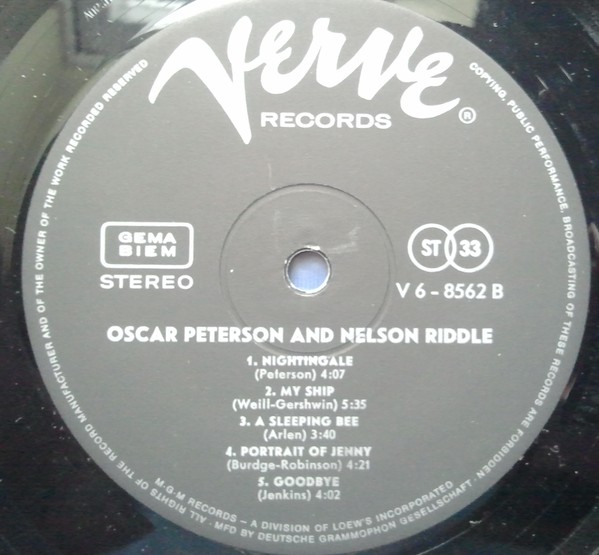 Verve
RECORDS
®
GEMA
BIEM
STEREO
ST 33
V 6 – 8562 B
OSCAR PETERSON AND NELSON RIDDLE
1. NIGHTINGALE
(Peterson) 4:07
2. MY SHIP
(Weill-Gershwin) 5:35
3. A SLEEPING BEE
(Arlen) 3:40
4. PORTRAIT OF JENNY
(Burdge-Robinson) 4:21
5. GOODBYE
(Jenkins) 4:02
M-G-M RECORDS – A DIVISION OF LOEW'S INCORPORATED
MFD BY DEUTSCHE GRAMMOPHON GESELLSCHAFT · ALL RIGHTS OF THE RECORD MANUFACTURER AND OF THE OWNER OF THE WORK RECORDED RESERVED
COPYING, PUBLIC PERFORMANCE, BROADCASTING OF THESE RECORDS ARE FORBIDDEN